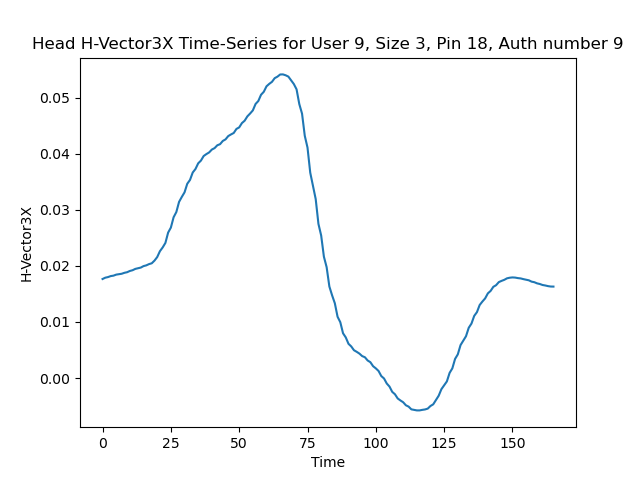 Head H-Vector3X Time-Series for User 9, Size 3, Pin 18, Auth number 9
H-Vector3X
0.05
0.04
0.03
0.02
0.01
0.00
0 25 50 75 100 125 150
Time